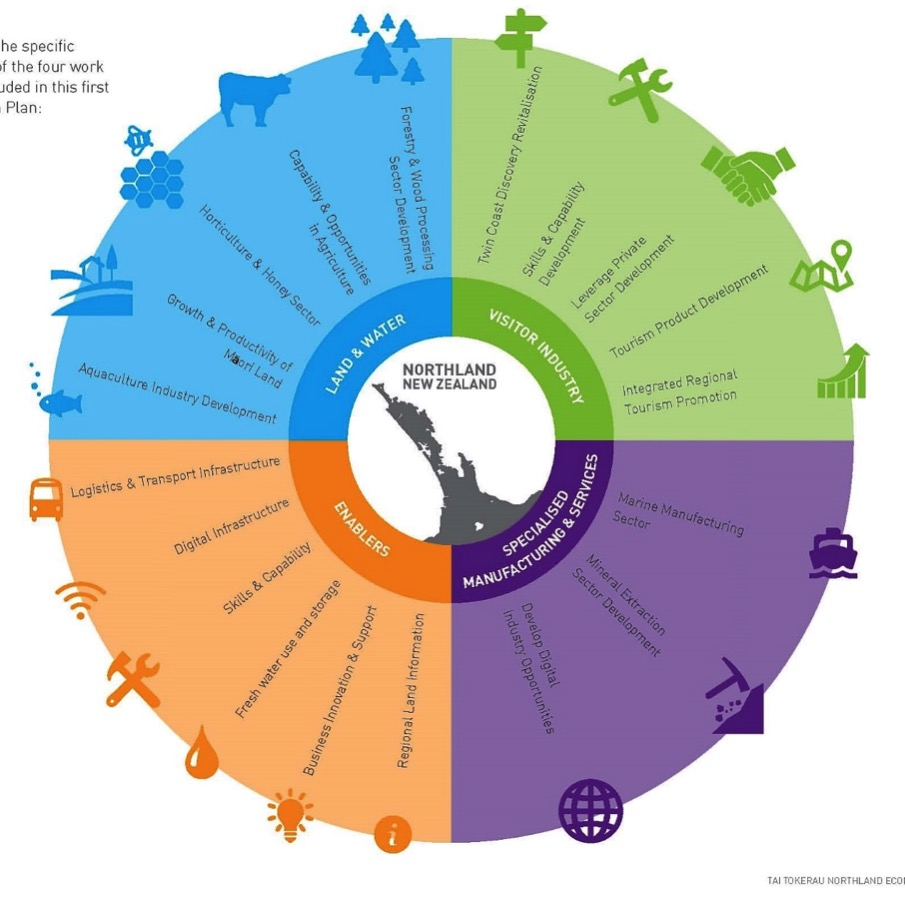 he specific
of the four work
uded in this first
Plan:
NORTHLAND
NEW ZEALAND
LAND & WATER
Aquaculture Industry Development
Growth & Productivity of
Maori Land
Horticulture & Honey Sector
Capability & Opportunities
in Agriculture
Forestry & Wood Processing
Sector Development
VISITOR INDUSTRY
Twin Coast Discovery Revitalisation
Skills & Capability
Development
Leverage Private
Sector Development
Tourism Product Development
Integrated Regional
Tourism Promotion
SPECIALISED
MANUFACTURING & SERVICES
Marine Manufacturing
Sector
Mineral Extraction
Sector Development
Develop Digital
Industry Opportunities
ENABLERS
Logistics & Transport Infrastructure
Digital Infrastructure
Skills & Capability
Fresh water use and storage
Business Innovation & Support
Regional Land Information
i
TAI TOKERAU NORTHLAND ECO